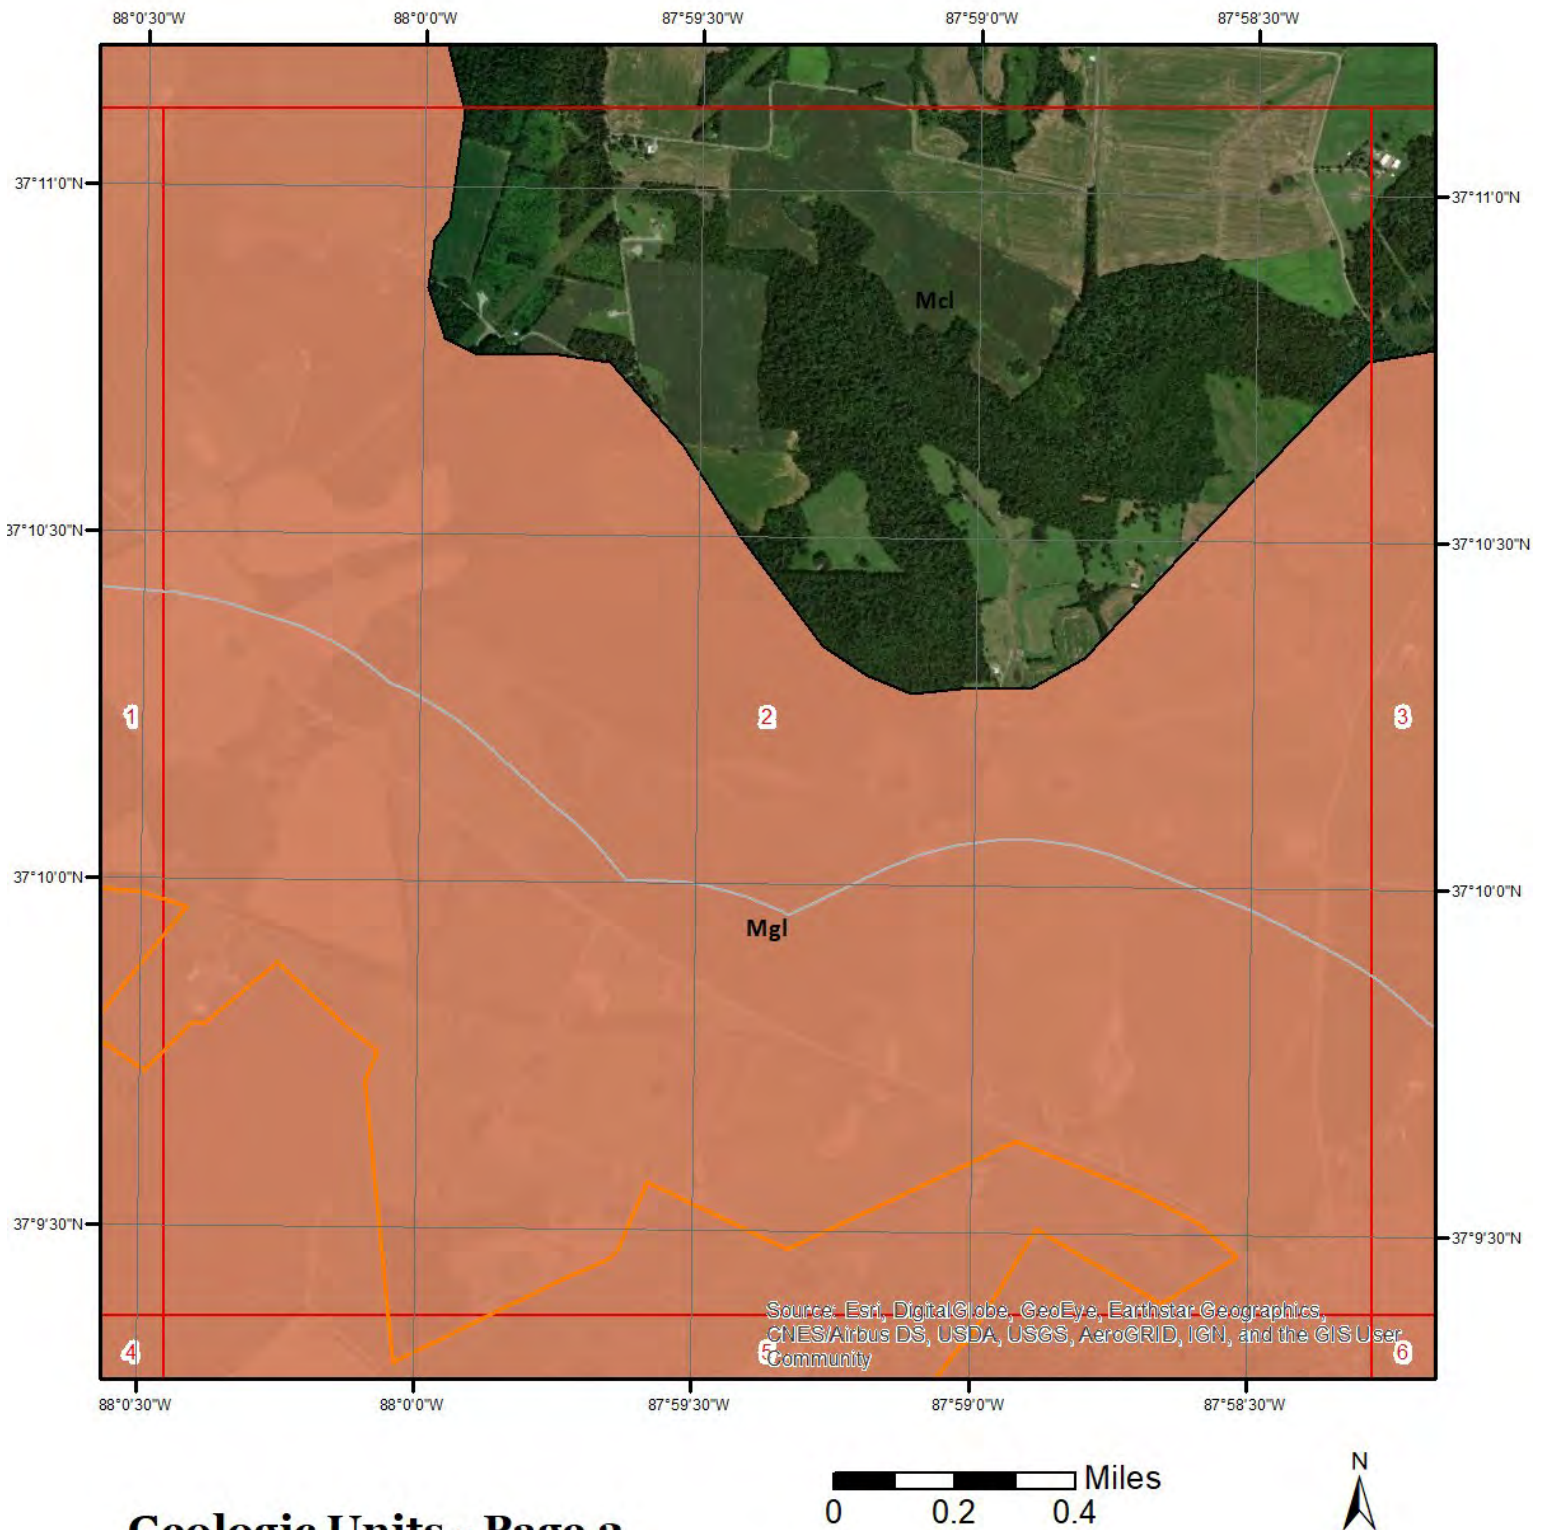 88°0'30"W 88°0'0"W 87°59'30"W 87°59'0"W 87°58'30"W
37°11'0"N 37°11'0"N
Mcl
37°10'30"N 37°10'30"N
1 2 3
37°10'0"N 37°10'0"N
Mgl
37°9'30"N 37°9'30"N
Source: Esri, DigitalGlobe, GeoEye, Earthstar Geographics,
CNES/Airbus DS, USDA, USGS, AeroGRID, IGN, and the GIS User
Community
4 5 6
88°0'30"W 88°0'0"W 87°59'30"W 87°59'0"W 87°58'30"W
N
Miles
0 0.2 0.4
Geologic Units - Page